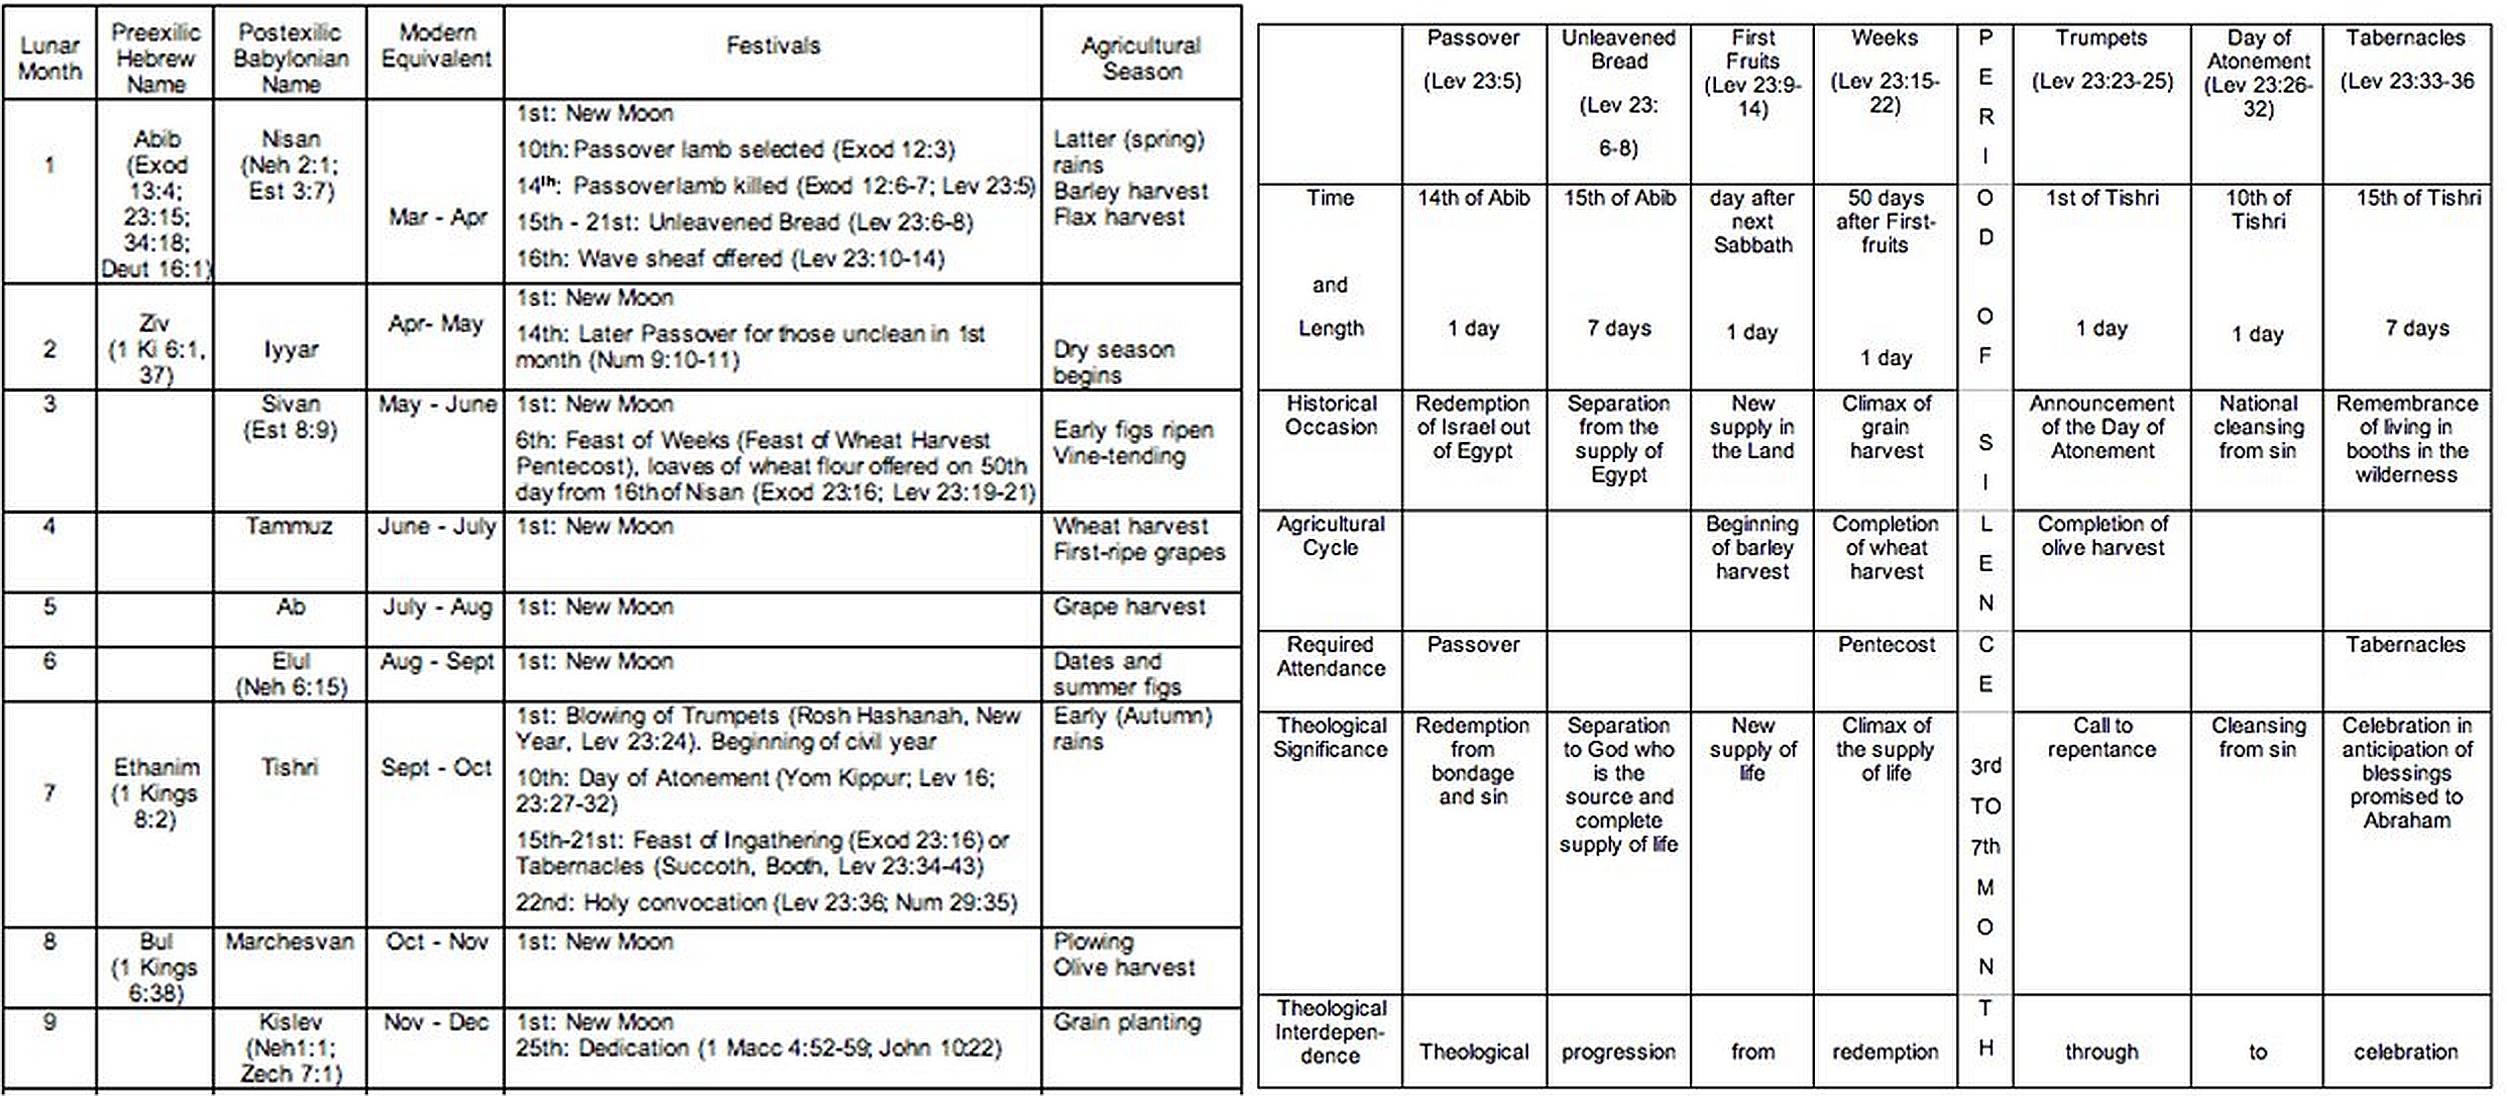 Lunar
Month
Preexilic
Hebrew
Name
Postexilic
Babylonian
Name
Modern
Equivalent
Festivals
Agricultural
Season
1
Abib
(Exod
13:4;
23:15;
34:18;
Deut 16:1)
Nisan
(Neh 2:1;
Est 3:7)
Mar - Apr
1st: New Moon
10th: Passover lamb selected (Exod 12:3)
14th: Passover lamb killed (Exod 12:6-7; Lev 23:5)
15th - 21st: Unleavened Bread (Lev 23:6-8)
16th: Wave sheaf offered (Lev 23:10-14)
Latter (spring)
rains
Barley harvest
Flax harvest
2
Ziv
(1 Ki 6:1,
37)
Iyyar
Apr- May
1st: New Moon
14th: Later Passover for those unclean in 1st
month (Num 9:10-11)
Dry season
begins
3
Sivan
(Est 8:9)
May - June
1st: New Moon
6th: Feast of Weeks (Feast of Wheat Harvest
Pentecost), loaves of wheat flour offered on 50th
day from 16th of Nisan (Exod 23:16; Lev 23:19-21)
Early figs ripen
Vine-tending
4
Tammuz
June - July
1st: New Moon
Wheat harvest
First-ripe grapes
5
Ab
July - Aug
1st: New Moon
Grape harvest
6
Elul
(Neh 6:15)
Aug - Sept
1st: New Moon
Dates and
summer figs
7
Ethanim
(1 Kings
8:2)
Tishri
Sept - Oct
1st: Blowing of Trumpets (Rosh Hashanah, New
Year, Lev 23:24). Beginning of civil year
10th: Day of Atonement (Yom Kippur; Lev 16;
23:27-32)
15th-21st: Feast of Ingathering (Exod 23:16) or
Tabernacles (Succoth, Booth, Lev 23:34-43)
22nd: Holy convocation (Lev 23:36; Num 29:35)
Early (Autumn)
rains
8
Bul
(1 Kings
6:38)
Marchesvan
Oct - Nov
1st: New Moon
Plowing
Olive harvest
9
Kislev
(Neh1:1;
Zech 7:1)
Nov - Dec
1st: New Moon
25th: Dedication (1 Macc 4:52-59; John 10:22)
Grain planting
Passover
(Lev 23:5)
Unleavened
Bread
(Lev 23:
6-8)
First
Fruits
(Lev 23:9-
14)
Weeks
(Lev 23:15-
22)
P
E
R
I
O
D
O
F
S
I
L
E
N
C
E
3rd
TO
7th
M
O
N
T
H
Trumpets
(Lev 23:23-25)
Day of
Atonement
(Lev 23:26-
32)
Tabernacles
(Lev 23:33-36
Time
and
Length
14th of Abib
1 day
15th of Abib
7 days
day after
next
Sabbath
1 day
50 days
after First-
fruits
1 day
1st of Tishri
1 day
10th of
Tishri
1 day
15th of Tishri
7 days
Historical
Occasion
Redemption
of Israel out
of Egypt
Separation
from the
supply of
Egypt
New
supply in
the Land
Climax of
grain
harvest
Announcement
of the Day of
Atonement
National
cleansing
from sin
Remembrance
of living in
booths in the
wilderness
Agricultural
Cycle
Beginning
of barley
harvest
Completion
of wheat
harvest
Completion of
olive harvest
Required
Attendance
Passover
Pentecost
Tabernacles
Theological
Significance
Redemption
from
bondage
and sin
Separation
to God who
is the
source and
complete
supply of life
New
supply of
life
Climax of
the supply
of life
Call to
repentance
Cleansing
from sin
Celebration in
anticipation of
blessings
promised to
Abraham
Theological
Interdepen-
dence
Theological
progression
from
redemption
through
to
celebration